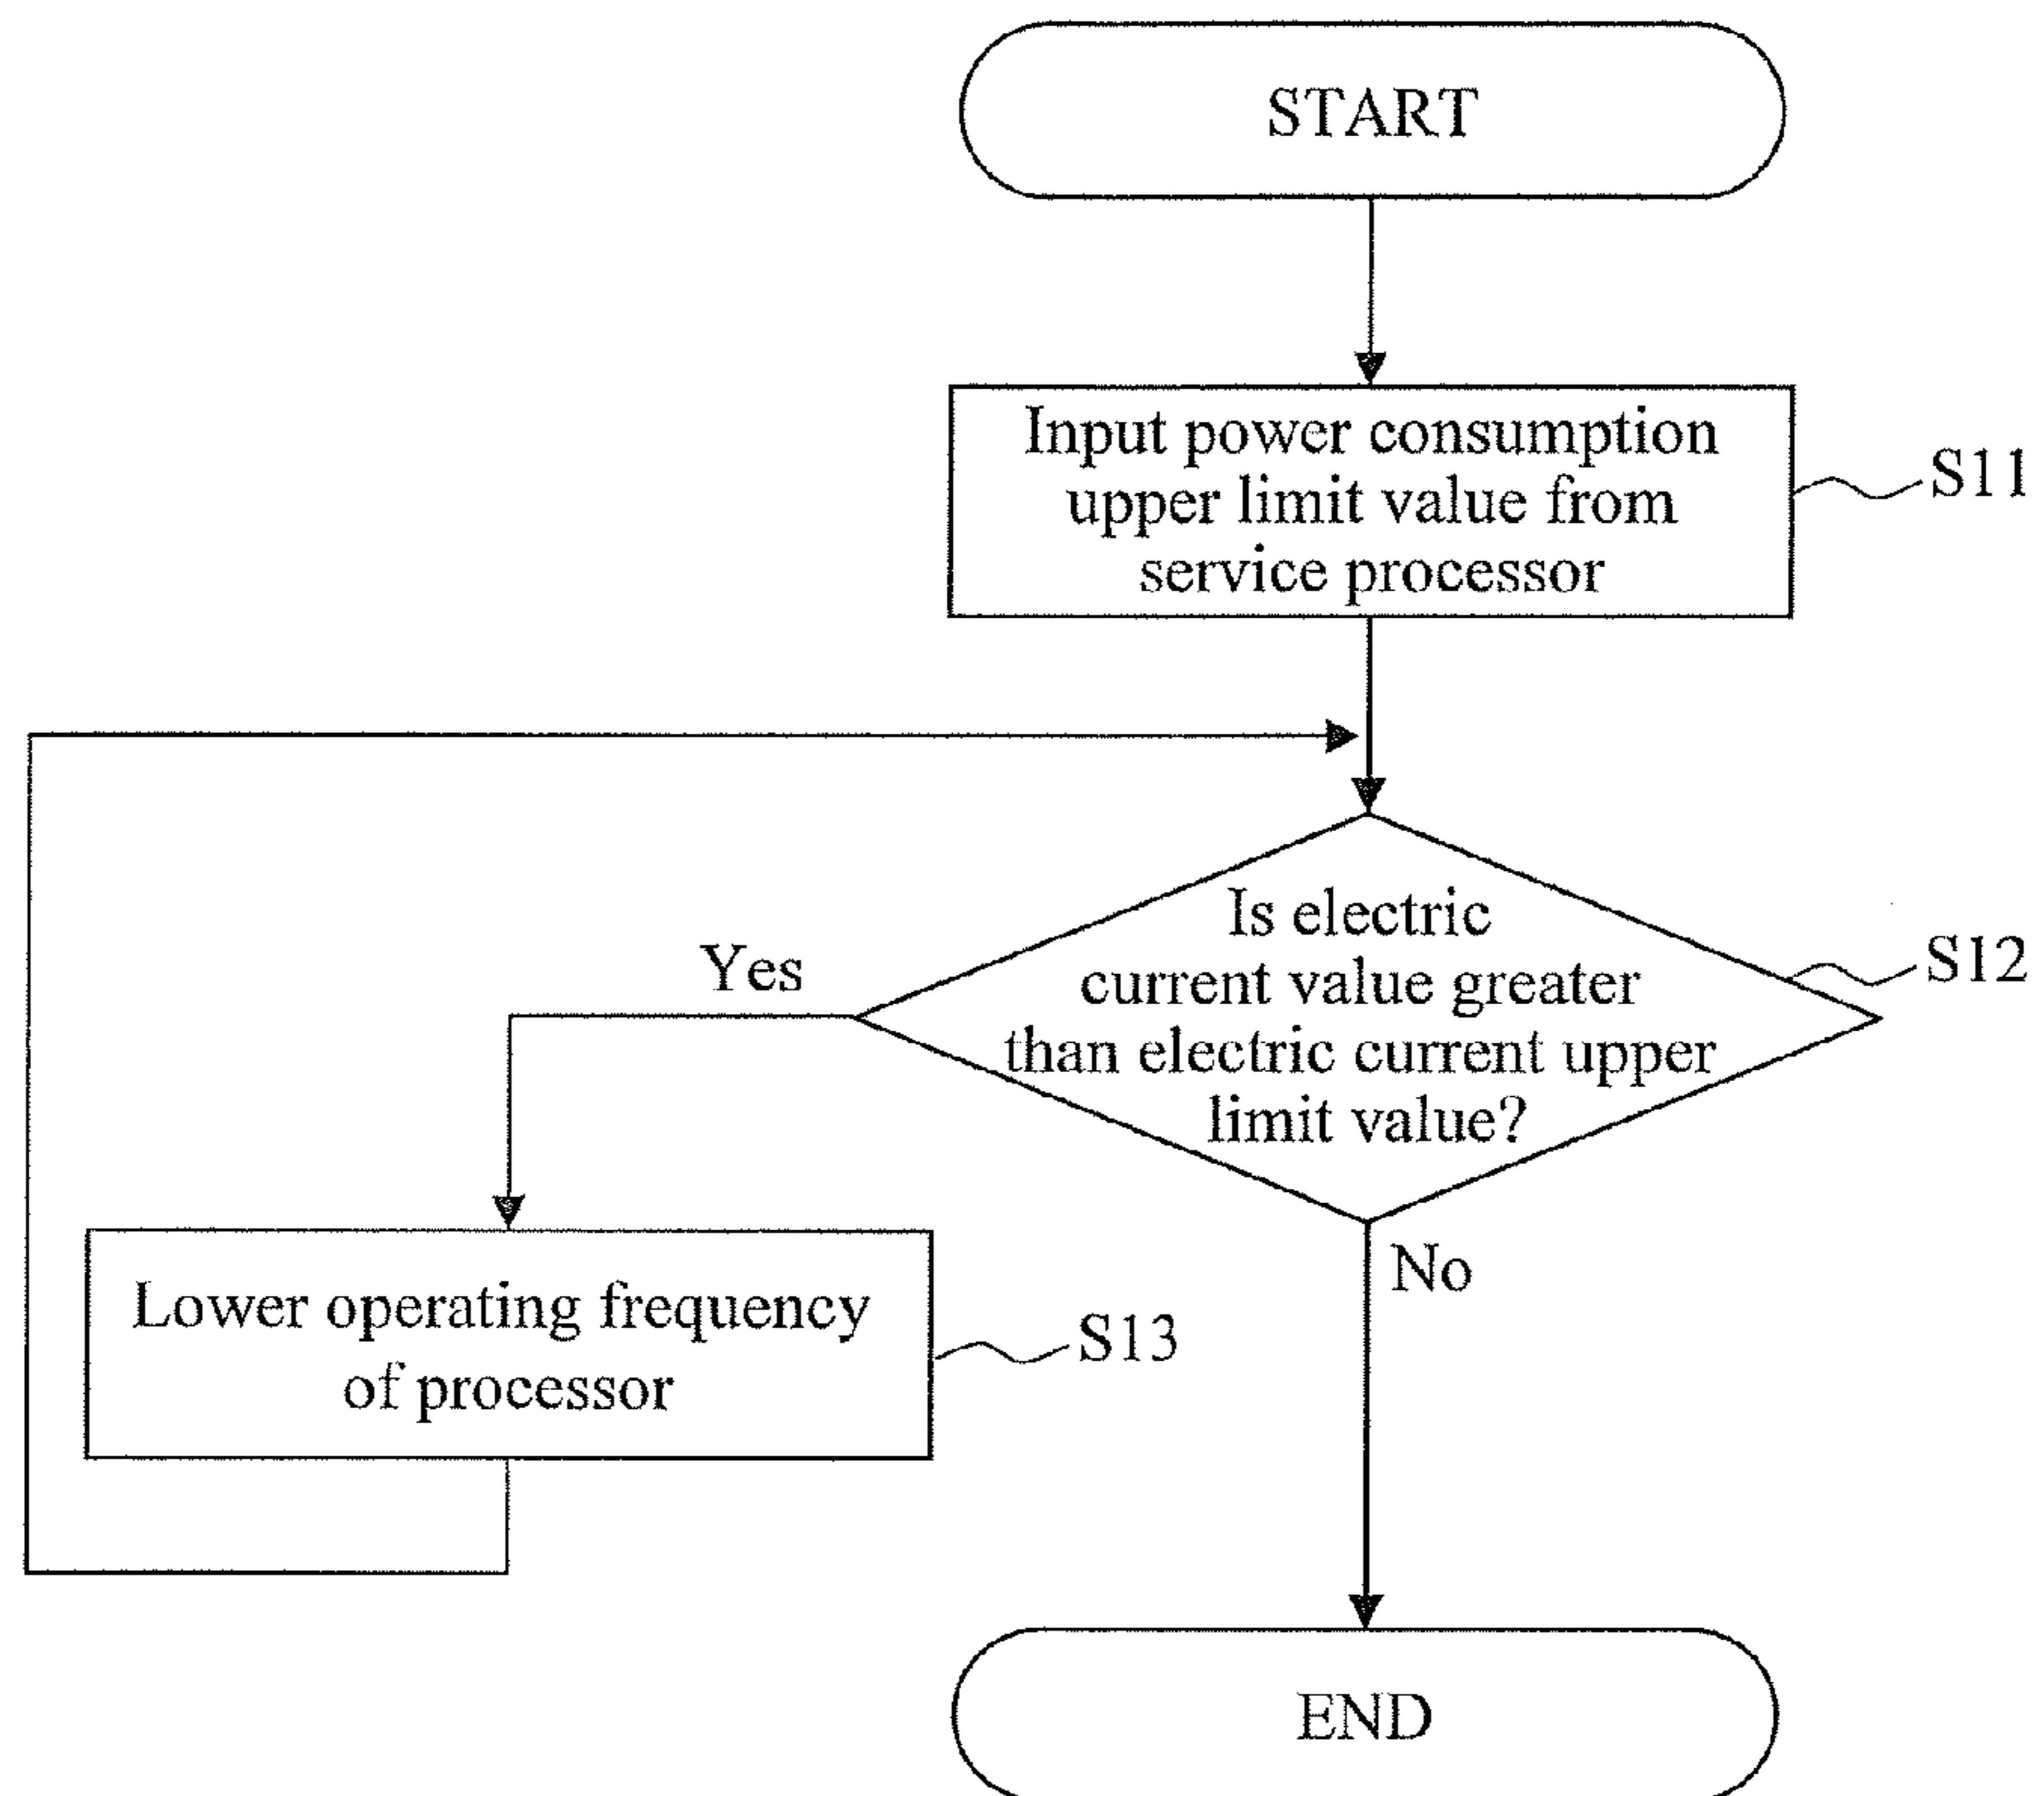 START
Input power consumption
upper limit value from
service processor
S11
Is electric
current value greater
than electric current upper
limit value?
S12
Yes
No
Lower operating frequency
of processor
S13
END